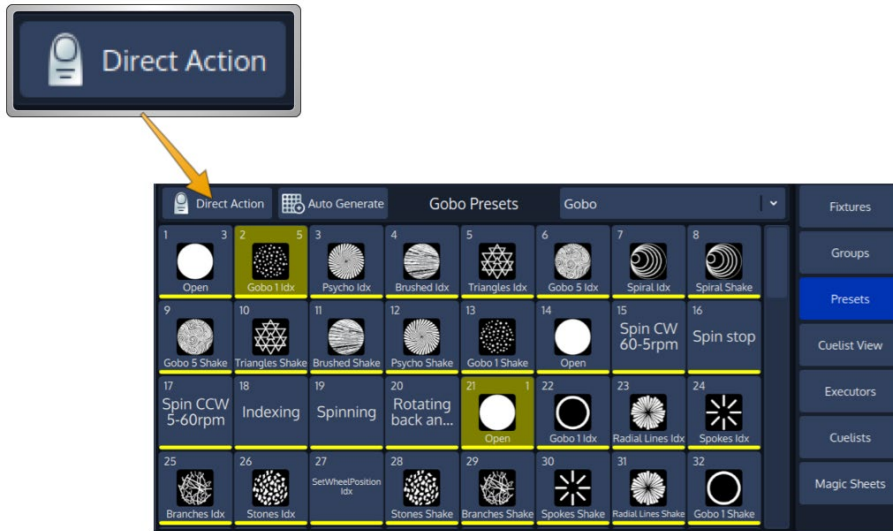 Direct Action
Direct Action
Auto Generate
Gobo Presets
Gobo
Fixtures
1 3
Open
2 5
Gobo 1 Idx
3
Psycho Idx
4
Brushed Idx
5
Triangles Idx
6
Gobo 5 Idx
7
Spiral Idx
8
Spiral Shake
Groups
Presets
9
Gobo 5 Shake
10
Triangles Shake
11
Brushed Shake
12
Psycho Shake
13
Gobo 1 Shake
14
Open
15
Spin CW
60-5rpm
16
Spin stop
Cuelist View
17
Spin CCW
5-60rpm
18
Indexing
19
Spinning
20
Rotating
back an...
21 1
Open
22
Gobo 1 Idx
23
Radial Lines Idx
24
Spokes Idx
Executors
Cuelists
25
Branches Idx
26
Stones Idx
27
SetWheelPosition
Idx
28
Stones Shake
29
Branches Shake
30
Spokes Shake
31
Radial Lines Shake
32
Gobo 1 Shake
Magic Sheets